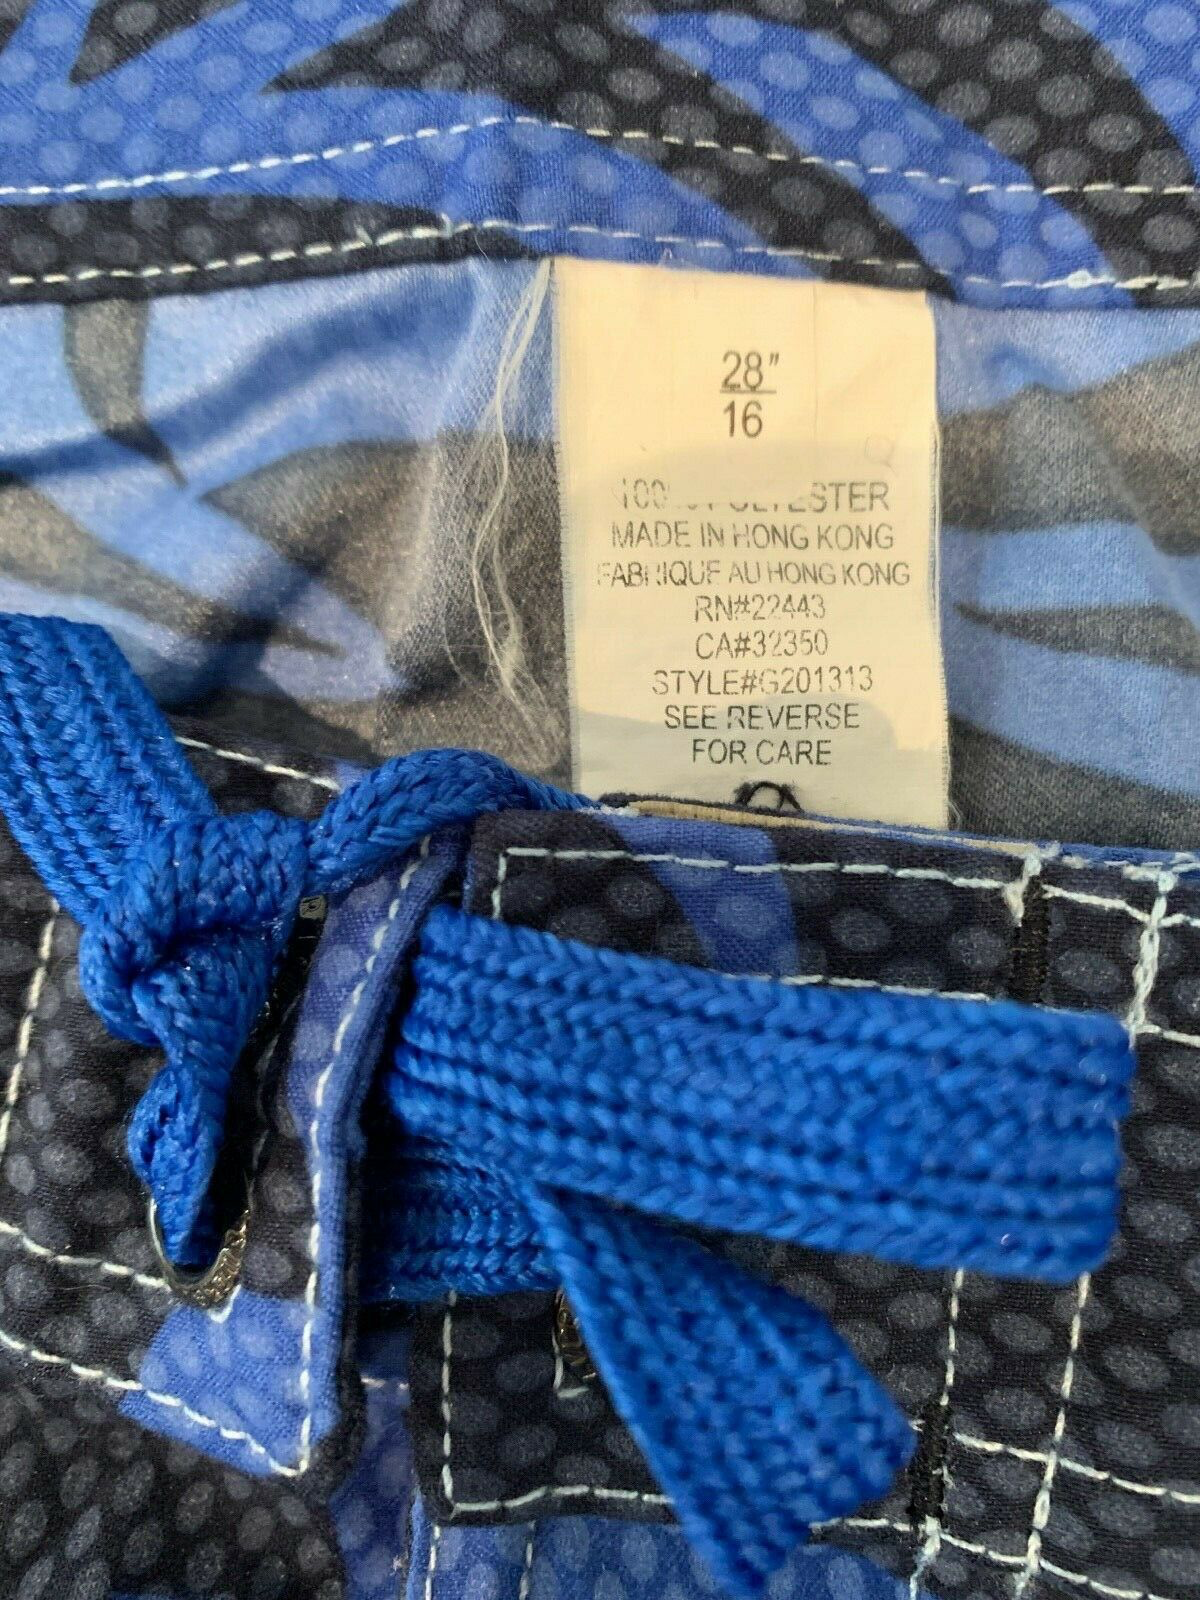 28"
16
100% POLYESTER
MADE IN HONG KONG
FABRIQUE AU HONG KONG
RN#22443
CA#32350
STYLE#G201313
SEE REVERSE
FOR CARE